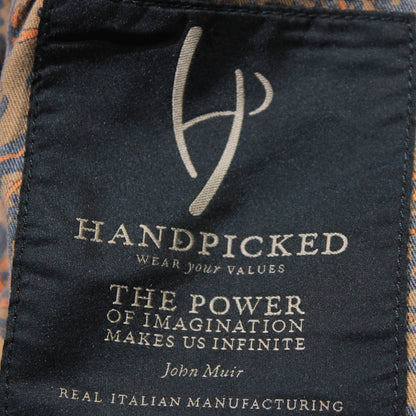 HANDPICKED
WEAR your VALUES
THE POWER
OF IMAGINATION
MAKES US INFINITE
John Muir
REAL ITALIAN MANUFACTURING